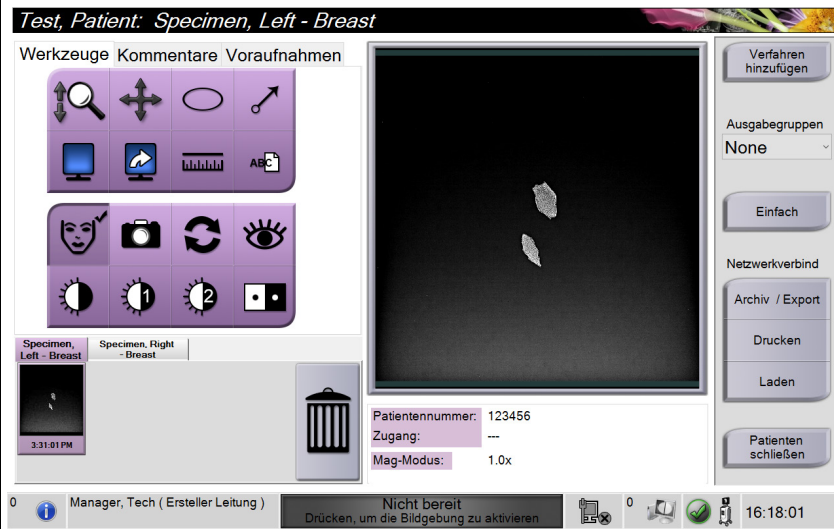 Test, Patient: Specimen, Left - Breast
Werkzeuge Kommentare Voraufnahmen
ABC
1 2
Specimen,
Left - Breast
Specimen, Right
- Breast
3:31:01 PM
Patientennummer: 123456
Zugang: ---
Mag-Modus: 1.0x
Verfahren
hinzufügen
Ausgabegruppen
None
Einfach
Netzwerkverbind
Archiv / Export
Drucken
Laden
Patienten
schließen
0
Manager, Tech ( Ersteller Leitung )
Nicht bereit
Drücken, um die Bildgebung zu aktivieren
0
16:18:01